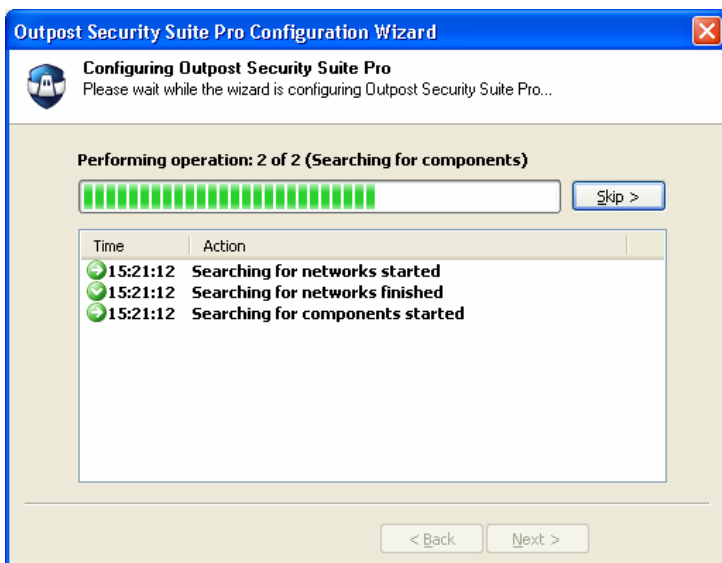 Outpost Security Suite Pro Configuration Wizard
Configuring Outpost Security Suite Pro
Please wait while the wizard is configuring Outpost Security Suite Pro...
Performing operation: 2 of 2 (Searching for components)
Skip >
Time Action
15:21:12 Searching for networks started
15:21:12 Searching for networks finished
15:21:12 Searching for components started
< Back Next >